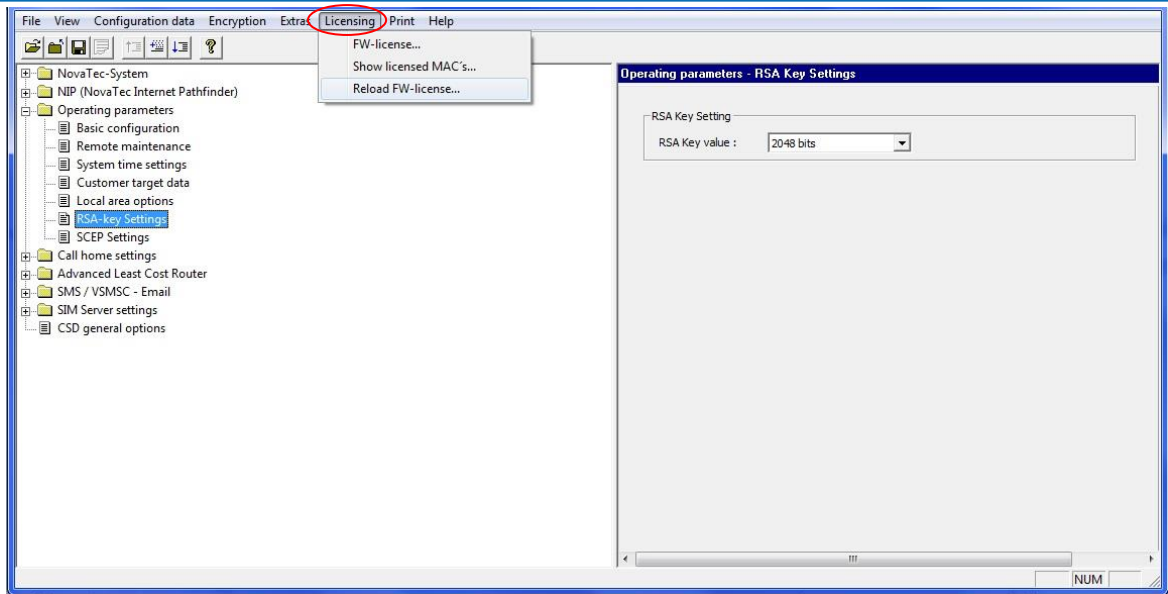 File View Configuration data Encryption Extras Licensing Print Help
FW-license...
Show licensed MAC´s...
Reload FW-license...
NovaTec-System
NIP (NovaTec Internet Pathfinder)
Operating parameters
Basic configuration
Remote maintenance
System time settings
Customer target data
Local area options
RSA-key Settings
SCEP Settings
Call home settings
Advanced Least Cost Router
SMS / VSMSC - Email
SIM Server settings
CSD general options
Operating parameters - RSA Key Settings
RSA Key Setting
RSA Key value : 2048 bits
NUM